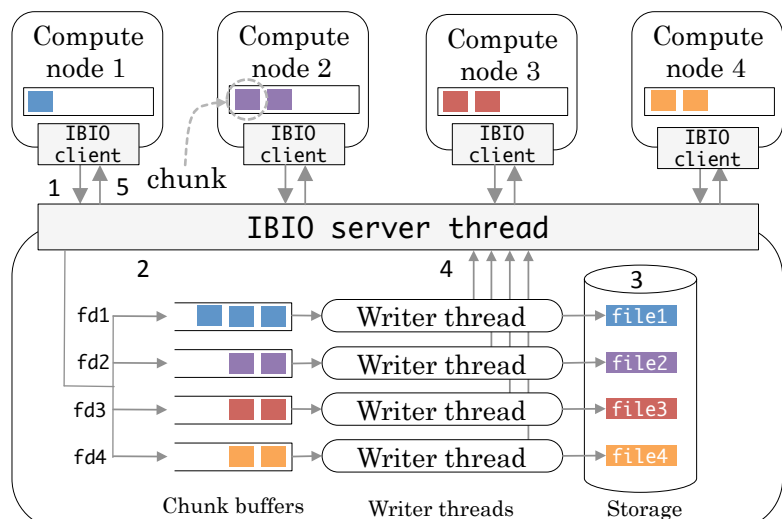 Compute
node 1
Compute
node 2
Compute
node 3
Compute
node 4
IBIO
client
IBIO
client
IBIO
client
IBIO
client
1
5
chunk
IBIO server thread
2
4
3
fd1
Writer thread
file1
fd2
Writer thread
file2
fd3
Writer thread
file3
fd4
Writer thread
file4
Chunk buffers
Writer threads
Storage